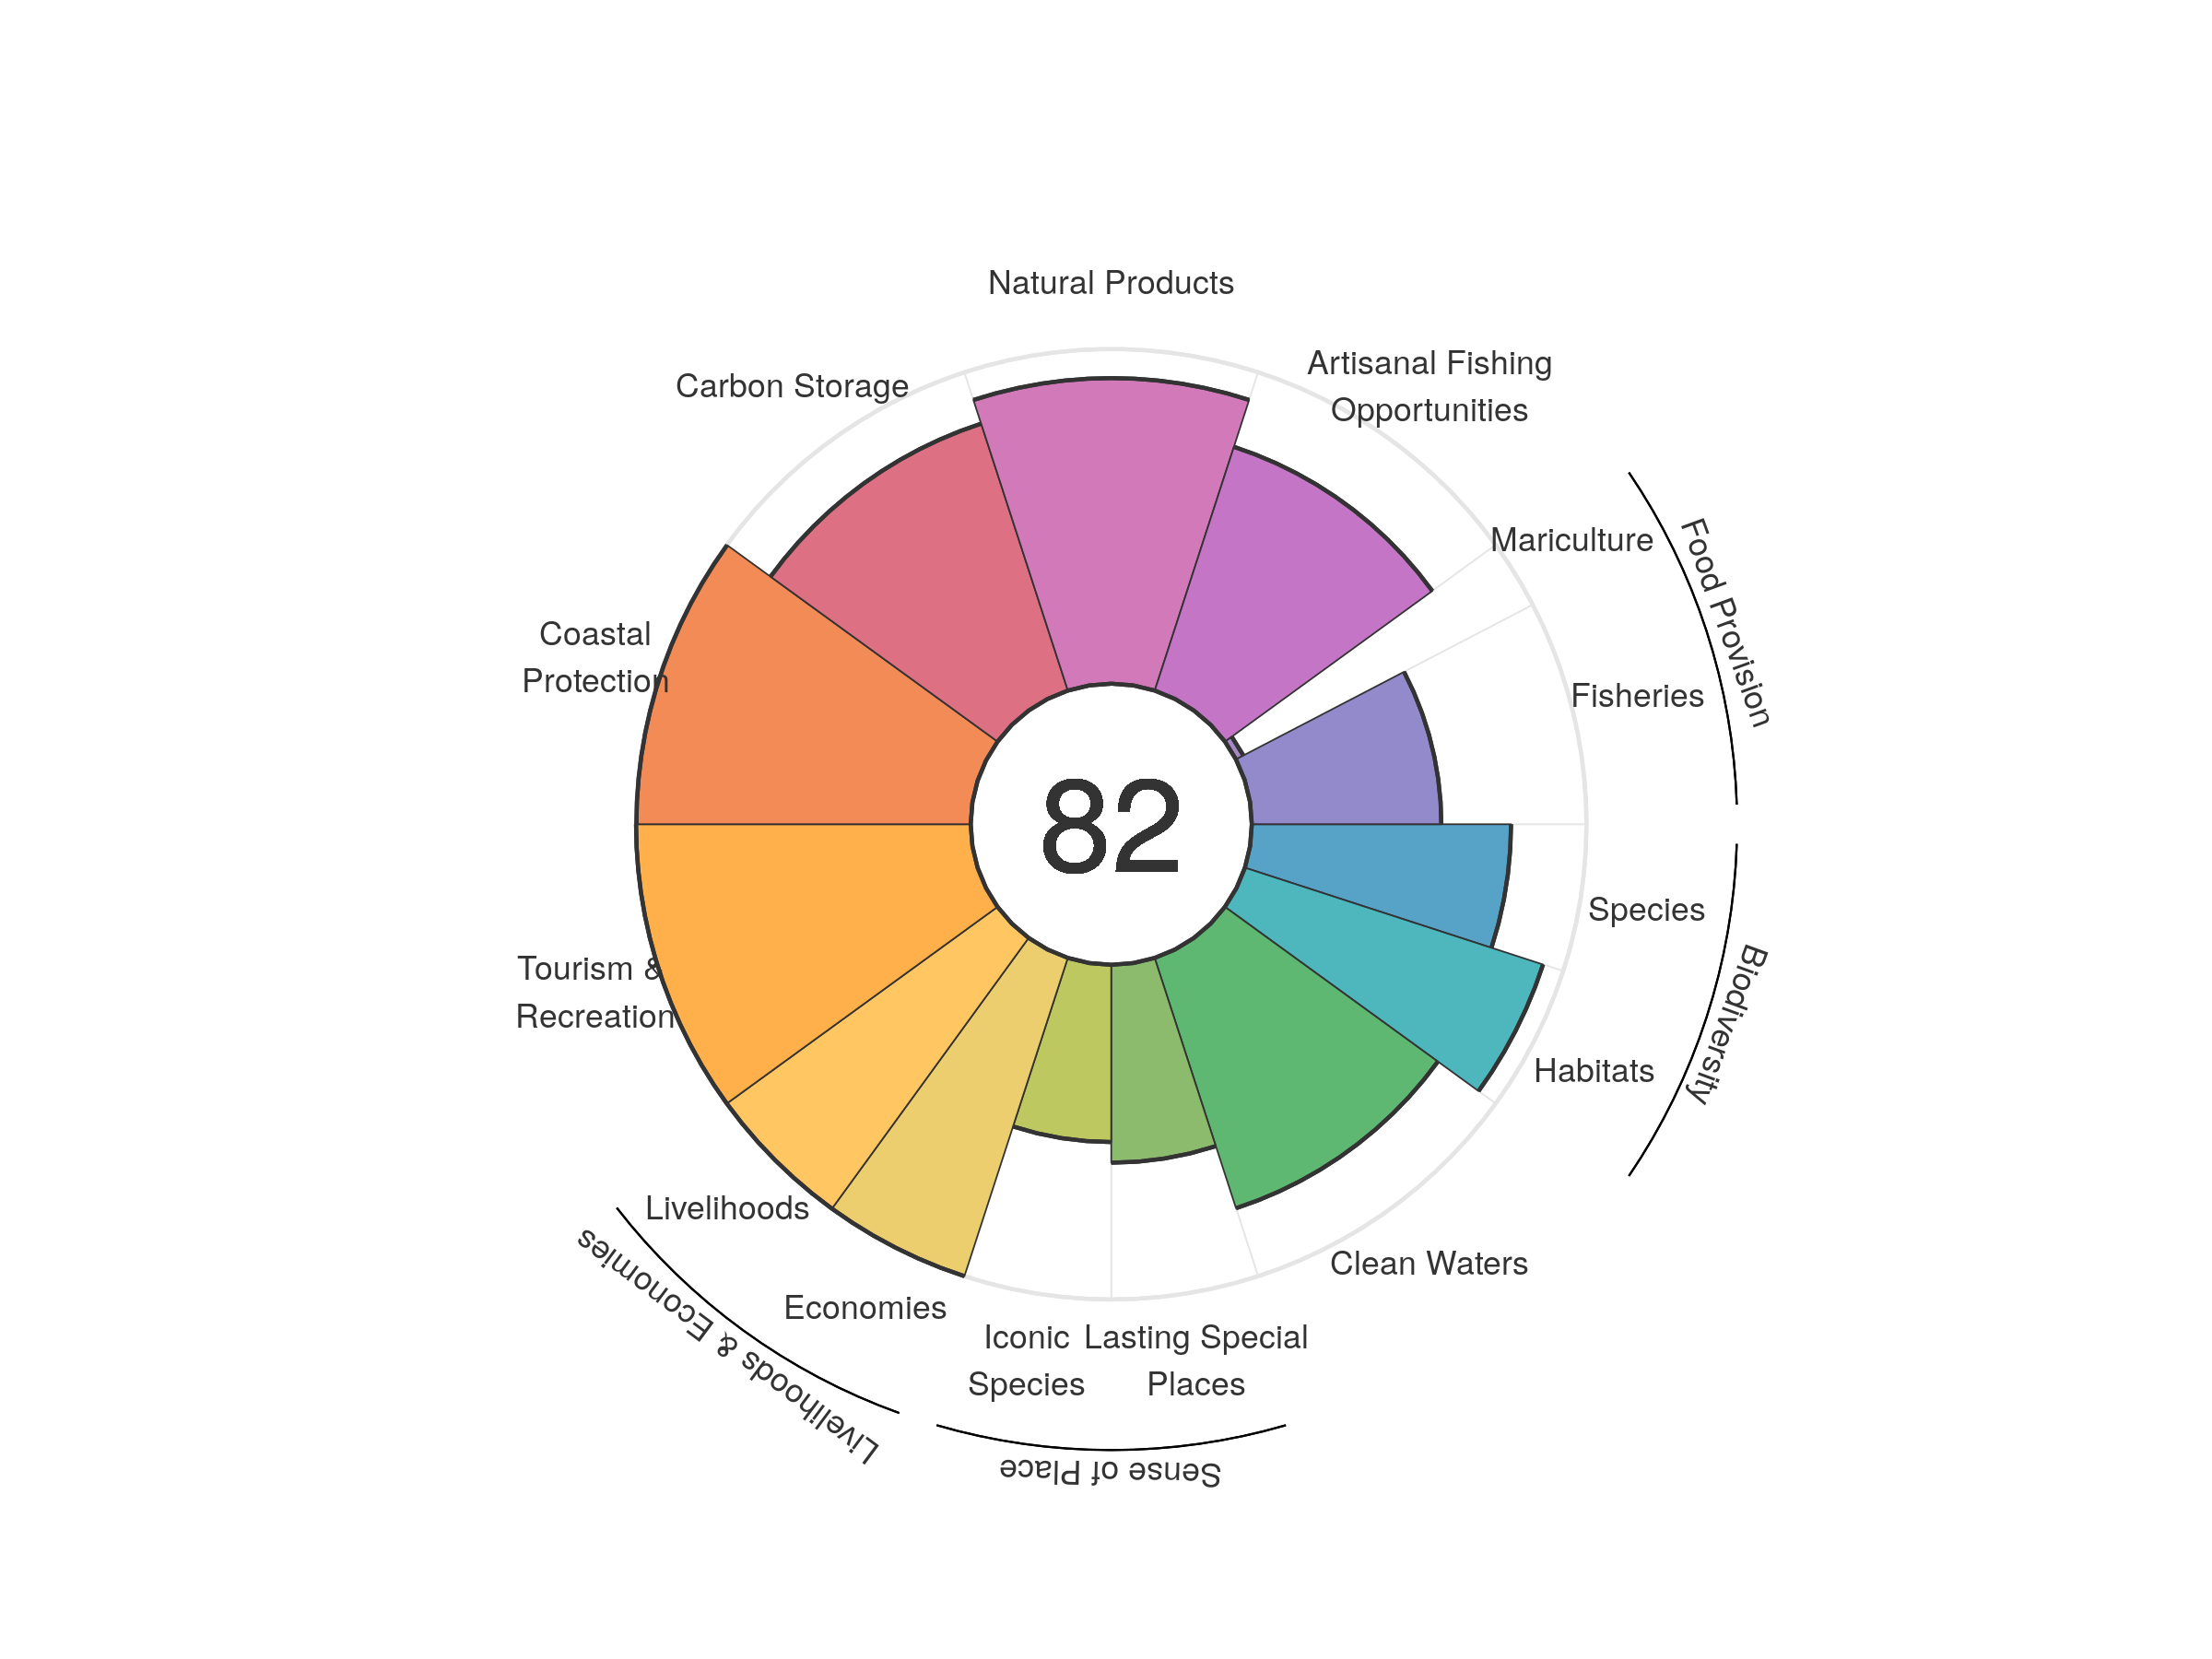 Natural Products
Artisanal Fishing
Opportunities
Carbon Storage
Mariculture
Food Provision
Coastal
Protection
Fisheries
82
Species
Biodiversity
Tourism &
Recreation
Habitats
Livelihoods
Clean Waters
Livelihoods & Economies
Economies
Iconic
Species
Lasting Special
Places
Sense of Place